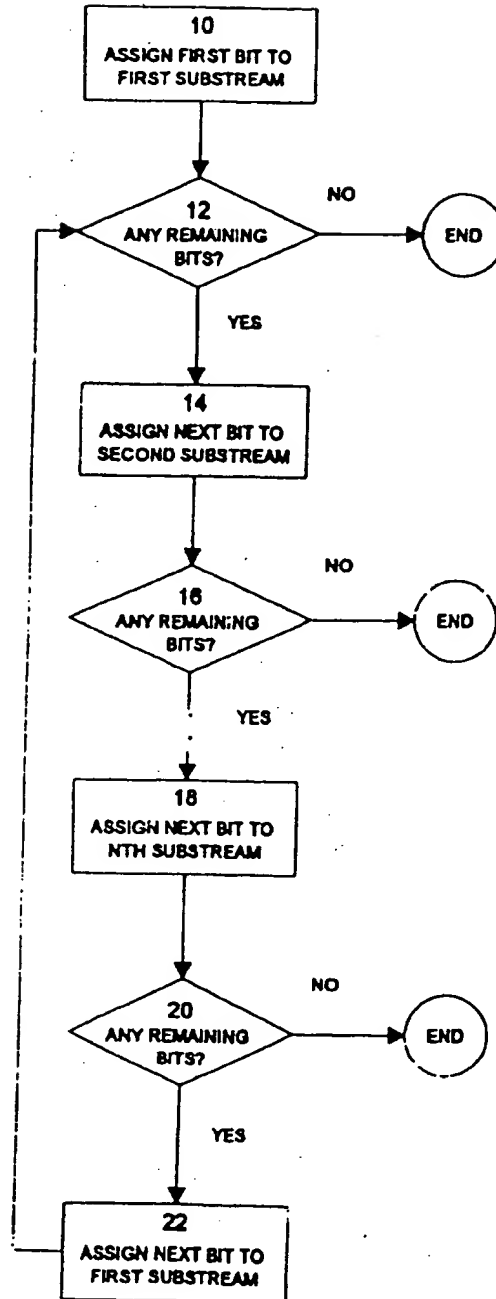 10
ASSIGN FIRST BIT TO
FIRST SUBSTREAM
12
ANY REMAINING
BITS?
NO
END
YES
14
ASSIGN NEXT BIT TO
SECOND SUBSTREAM
16
ANY REMAINING
BITS?
NO
END
YES
18
ASSIGN NEXT BIT TO
NTH SUBSTREAM
20
ANY REMAINING
BITS?
NO
END
YES
22
ASSIGN NEXT BIT TO
FIRST SUBSTREAM